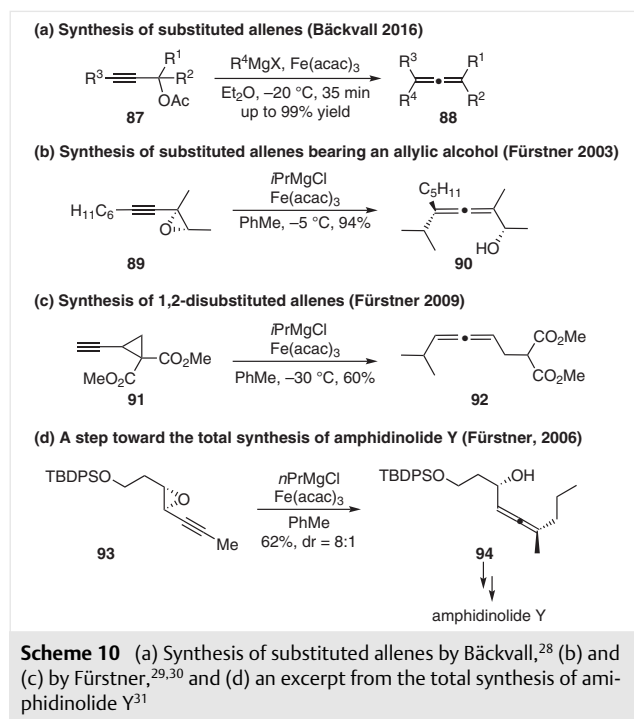 (a) Synthesis of substituted allenes (Bäckvall 2016)
R³ R¹ R² OAc
87
R⁴MgX, Fe(acac)₃
Et₂O, –20 °C, 35 min
up to 99% yield
R³ R¹ R⁴ R²
88
(b) Synthesis of substituted allenes bearing an allylic alcohol (Fürstner 2003)
H₁₁C₆ O
89
iPrMgCl
Fe(acac)₃
PhMe, –5 °C, 94%
C₅H₁₁
HO
90
(c) Synthesis of 1,2-disubstituted allenes (Fürstner 2009)
CO₂Me
MeO₂C
91
iPrMgCl
Fe(acac)₃
PhMe, –30 °C, 60%
CO₂Me
CO₂Me
92
(d) A step toward the total synthesis of amphidinolide Y (Fürstner, 2006)
TBDPSO
O
Me
93
nPrMgCl
Fe(acac)₃
PhMe
62%, dr = 8:1
TBDPSO OH
94
amphidinolide Y
Scheme 10 (a) Synthesis of substituted allenes by Bäckvall,²⁸ (b) and
(c) by Fürstner,²⁹,³⁰ and (d) an excerpt from the total synthesis of ami-
phidinolide Y³¹